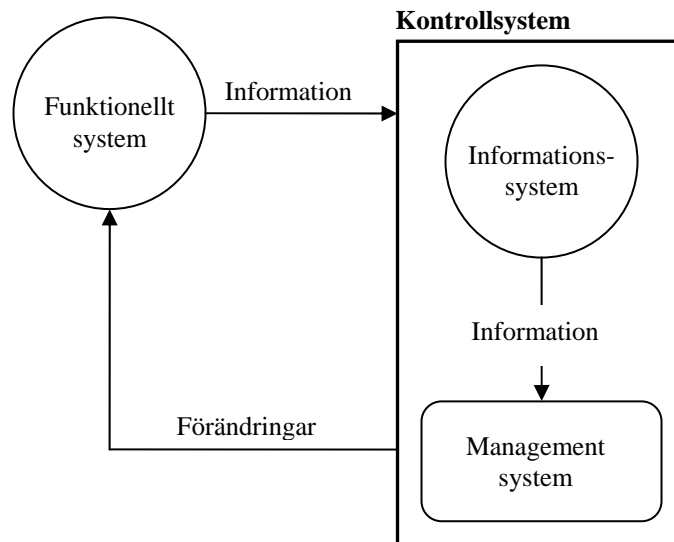 Kontrollsystem
Funktionellt
system
Information
Informations-
system
Information
Förändringar
Management
system